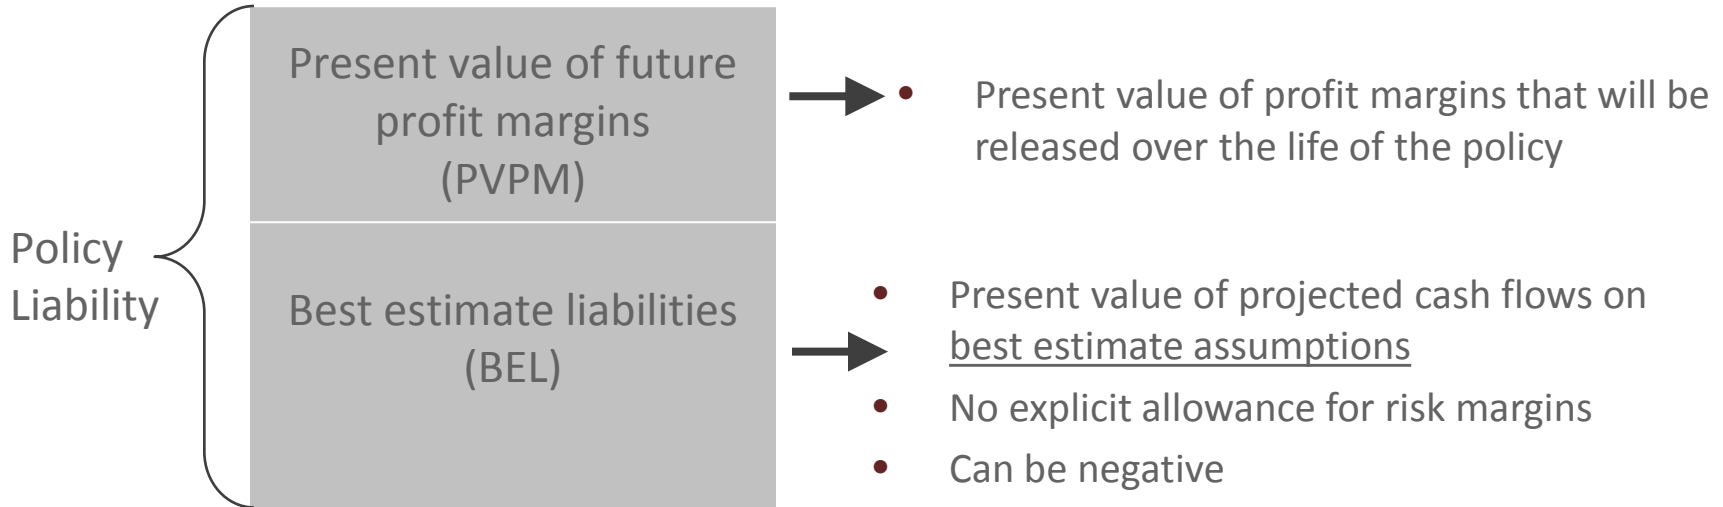 Policy
Liability
Present value of future
profit margins
(PVPM)
• Present value of profit margins that will be
released over the life of the policy
Best estimate liabilities
(BEL)
• Present value of projected cash flows on
best estimate assumptions
• No explicit allowance for risk margins
• Can be negative